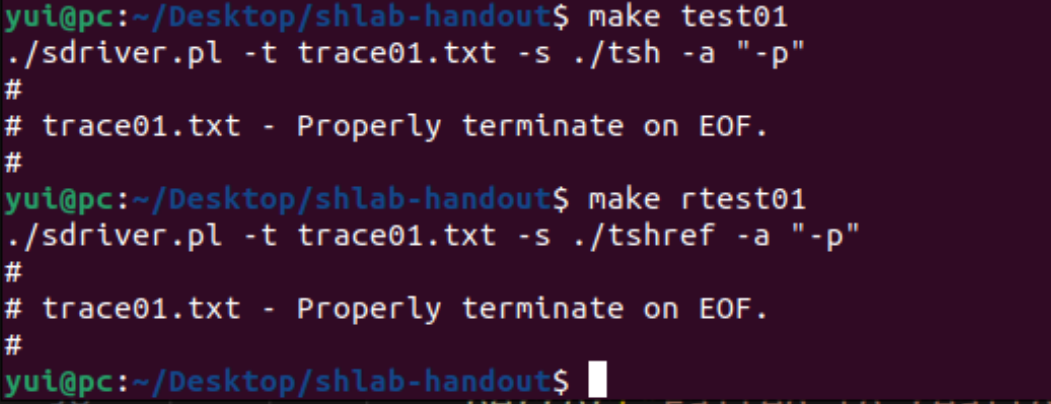 yui@pc:~/Desktop/shlab-handout$ make test01
./sdriver.pl -t trace01.txt -s ./tsh -a "-p"
#
# trace01.txt - Properly terminate on EOF.
#
yui@pc:~/Desktop/shlab-handout$ make rtest01
./sdriver.pl -t trace01.txt -s ./tshref -a "-p"
#
# trace01.txt - Properly terminate on EOF.
#
yui@pc:~/Desktop/shlab-handout$